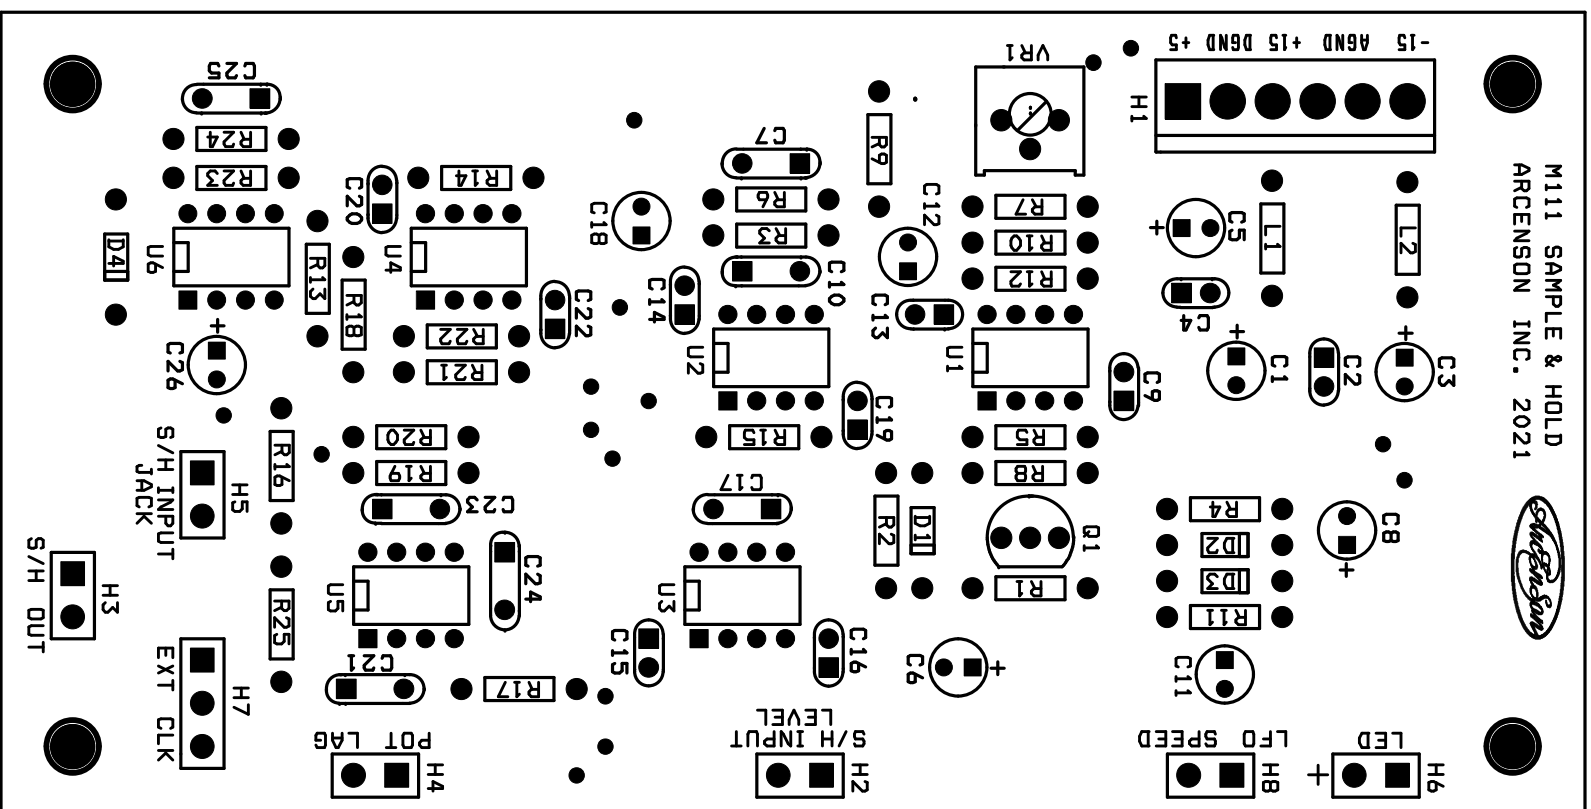 +5 DGND +15 AGND -15
H1
VR1
C25
R24
R23
C20
R14
D4
U6
R13
R18
U4
R22
R21
C22
C26
+
C18
C14
C7
R6
R3
C10
U2
C19
R15
R9
C12
C13
R7
R10
R12
U1
C9
R5
R8
+
C5
C4
L1
L2
+
C1
C2
+
C3
M111 SAMPLE & HOLD
ARCENSON INC. 2021
R20
R19
C23
R16
S/H INPUT
JACK
H5
S/H OUT
H3
U5
C24
R25
C21
R17
EXT CLK
H7
POT LAG
H4
C17
U3
C15
C16
R2
D1
Q1
R1
C6
+
S/H INPUT
LEVEL
H2
R4
D2
D3
R11
C8
+
C11
LFO SPEED
H8
LED
+
H6
ArcEnSon